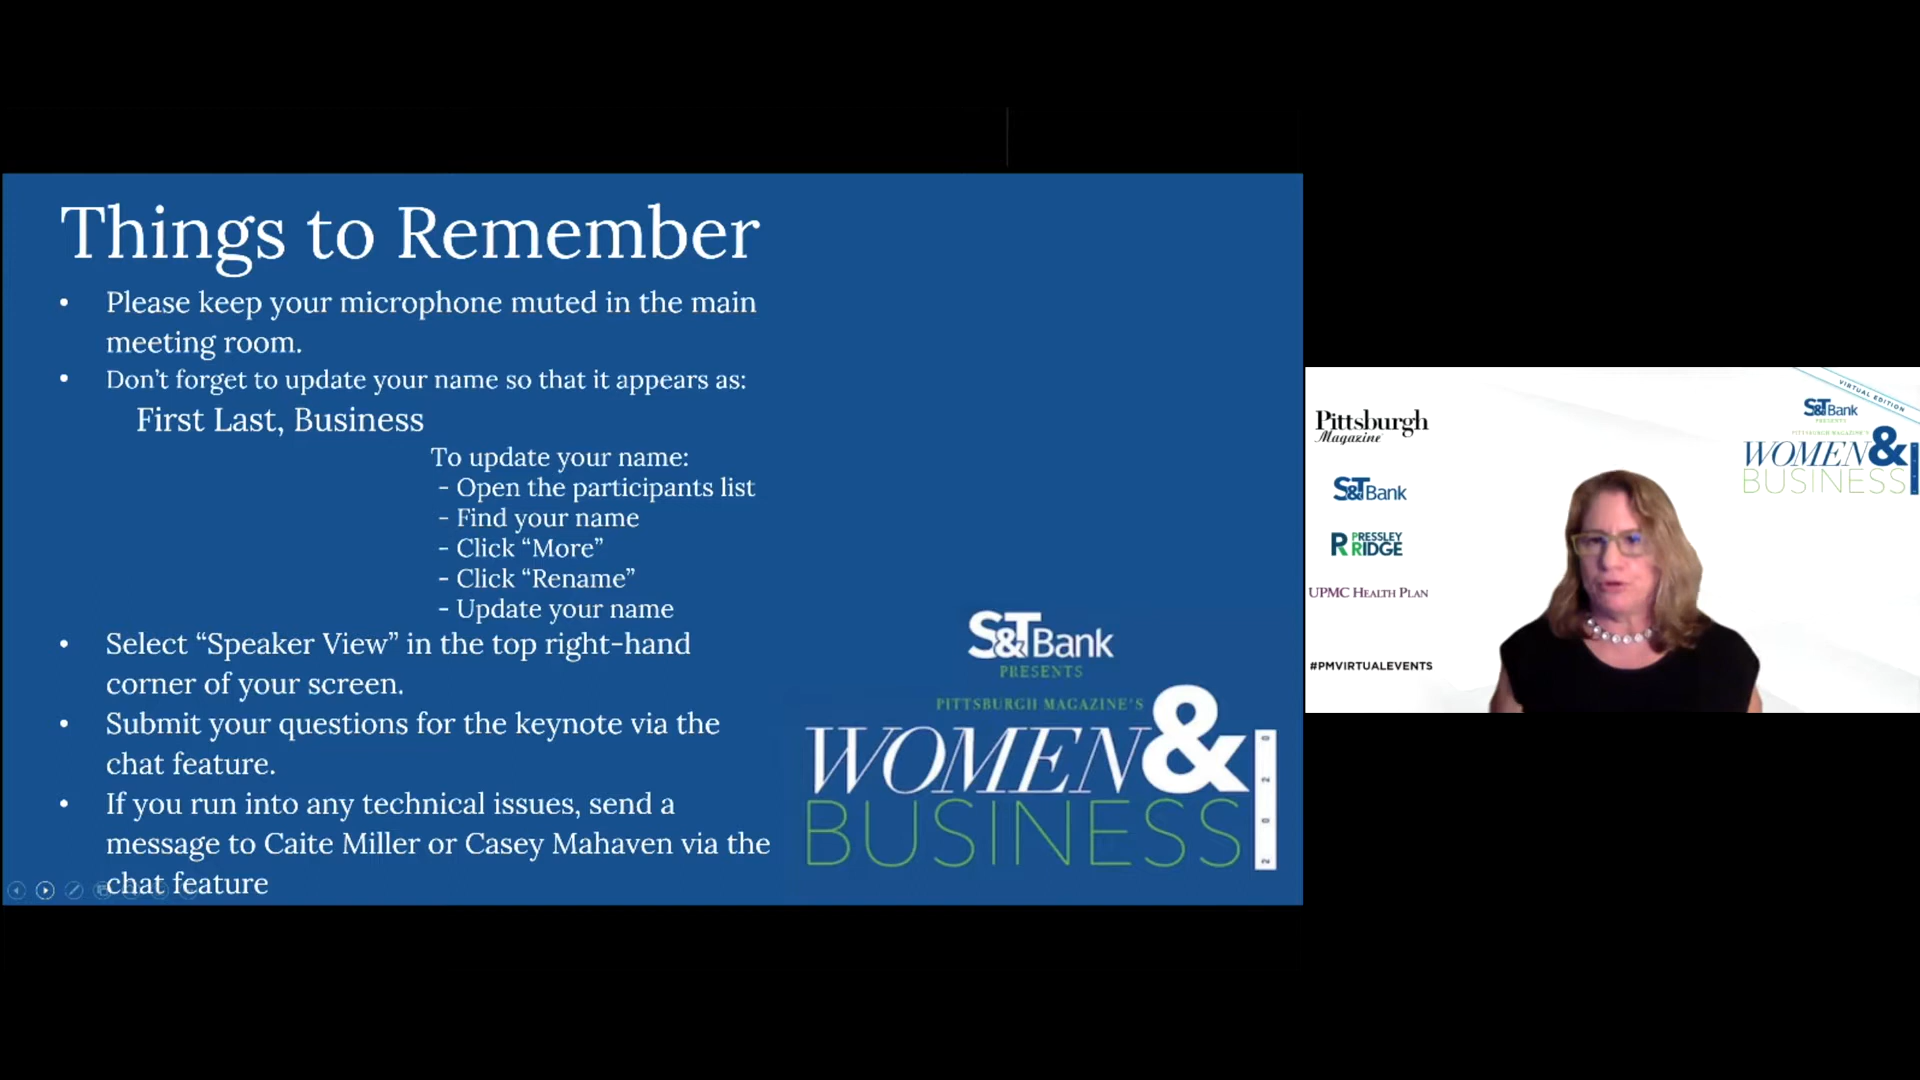 Things to Remember
• Please keep your microphone muted in the main
meeting room.
• Don’t forget to update your name so that it appears as:
First Last, Business
To update your name:
- Open the participants list
- Find your name
- Click “More”
- Click “Rename”
- Update your name
• Select “Speaker View” in the top right-hand
corner of your screen.
• Submit your questions for the keynote via the
chat feature.
• If you run into any technical issues, send a
message to Caite Miller or Casey Mahaven via the
chat feature
S&T Bank
PRESENTS
PITTSBURGH MAGAZINE'S
WOMEN &
BUSINESS
2020
Pittsburgh
Magazine
S&T Bank
PRESSLEY
RIDGE
UPMC HEALTH PLAN
#PMVIRTUALEVENTS
VIRTUAL EDITION
S&T Bank
PRESENTS
PITTSBURGH MAGAZINE'S
WOMEN &
BUSINESS